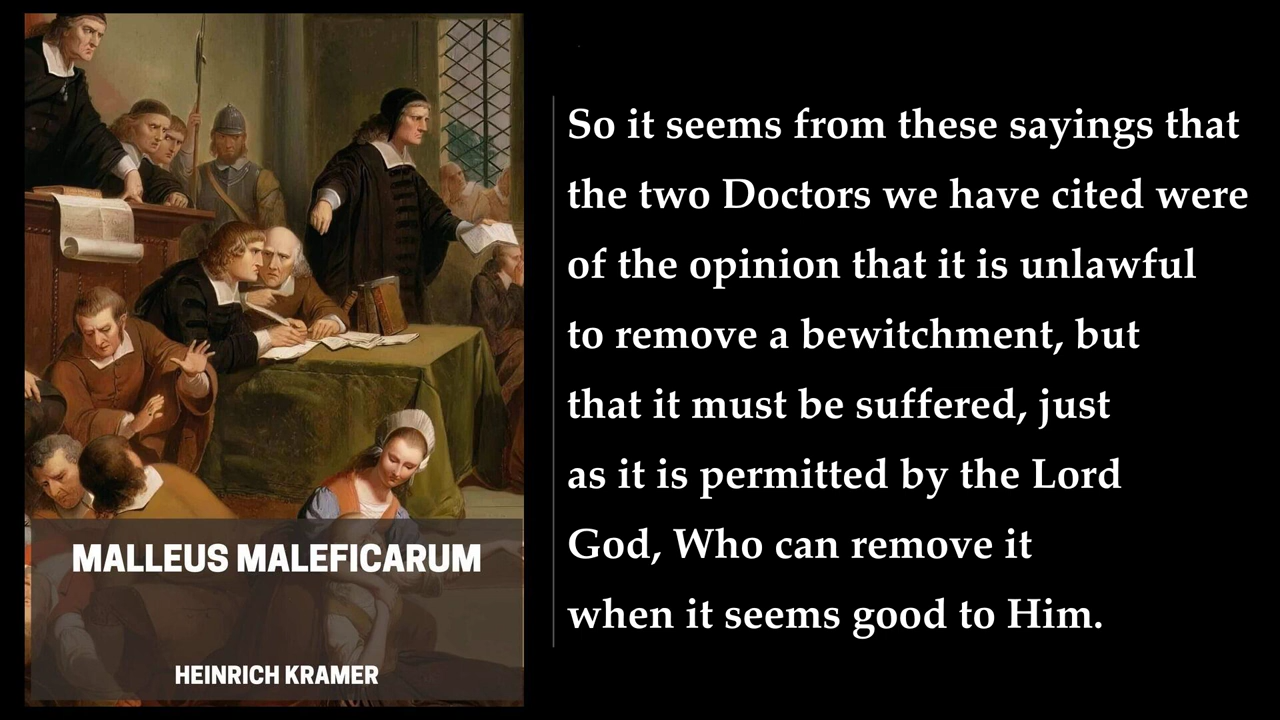 MALLEUS MALEFICARUM
HEINRICH KRAMER
So it seems from these sayings that
the two Doctors we have cited were
of the opinion that it is unlawful
to remove a bewitchment, but
that it must be suffered, just
as it is permitted by the Lord
God, Who can remove it
when it seems good to Him.